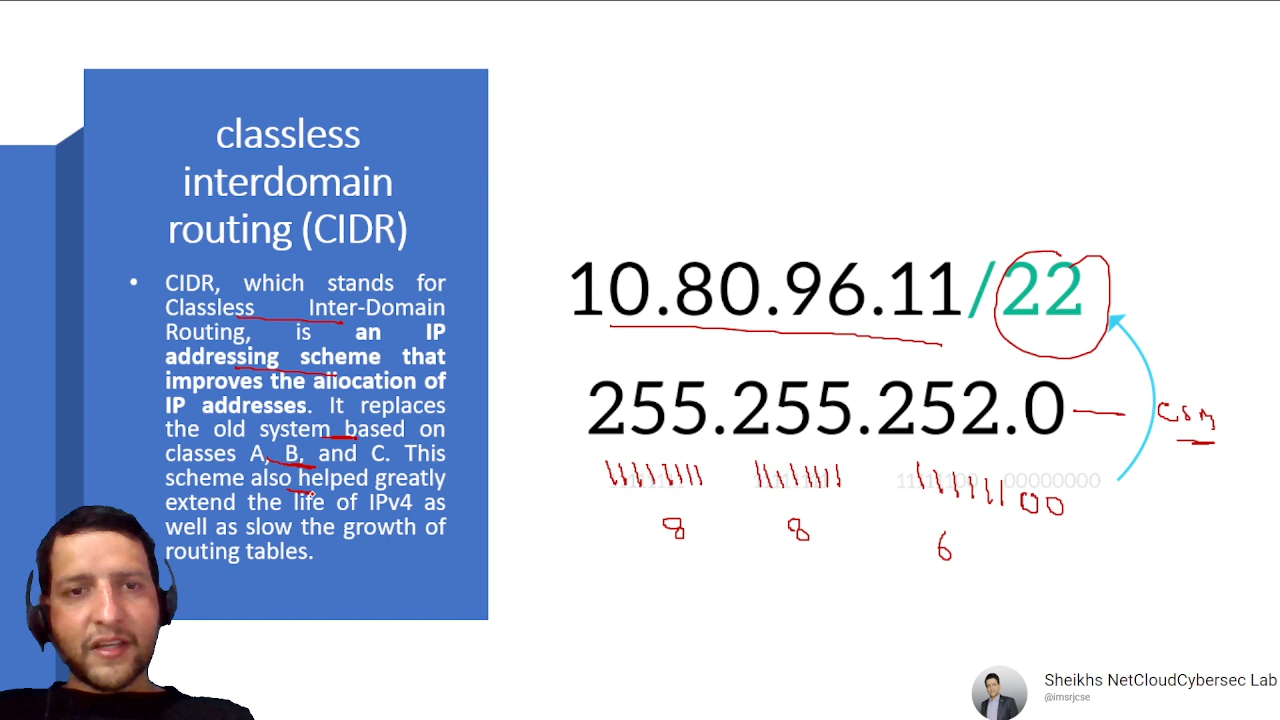 classless
interdomain
routing (CIDR)
• CIDR, which stands for
Classless Inter-Domain
Routing, is an IP
addressing scheme that
improves the allocation of
IP addresses. It replaces
the old system based on
classes A, B, and C. This
scheme also helped greatly
extend the life of IPv4 as
well as slow the growth of
routing tables.
10.80.96.11/22
255.255.252.0
11111100 00000000
00
8 8
6
Sheikhs NetCloudCybersec Lab
@imsrjcse